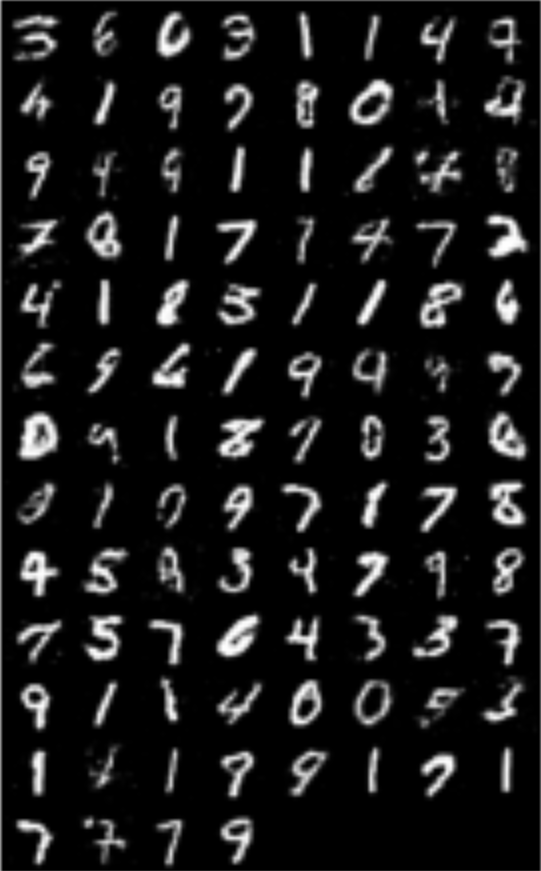 6 0 3 1 1 4 9
4 1 9 7 8 0 1
9 4 9 1 1 8
7 8 1 7 7 4 7 2
4 1 8 5 1 1 8 6
6 9 6 1 9 9 9 7
0 9 1 8 7 0 3
1 0 9 7 1 7 8
4 5 3 4 7 9 8
7 5 7 6 4 3 3 7
9 1 1 4 0 0 5 3
1 4 1 9 9 1 7 1
7 7 7 9